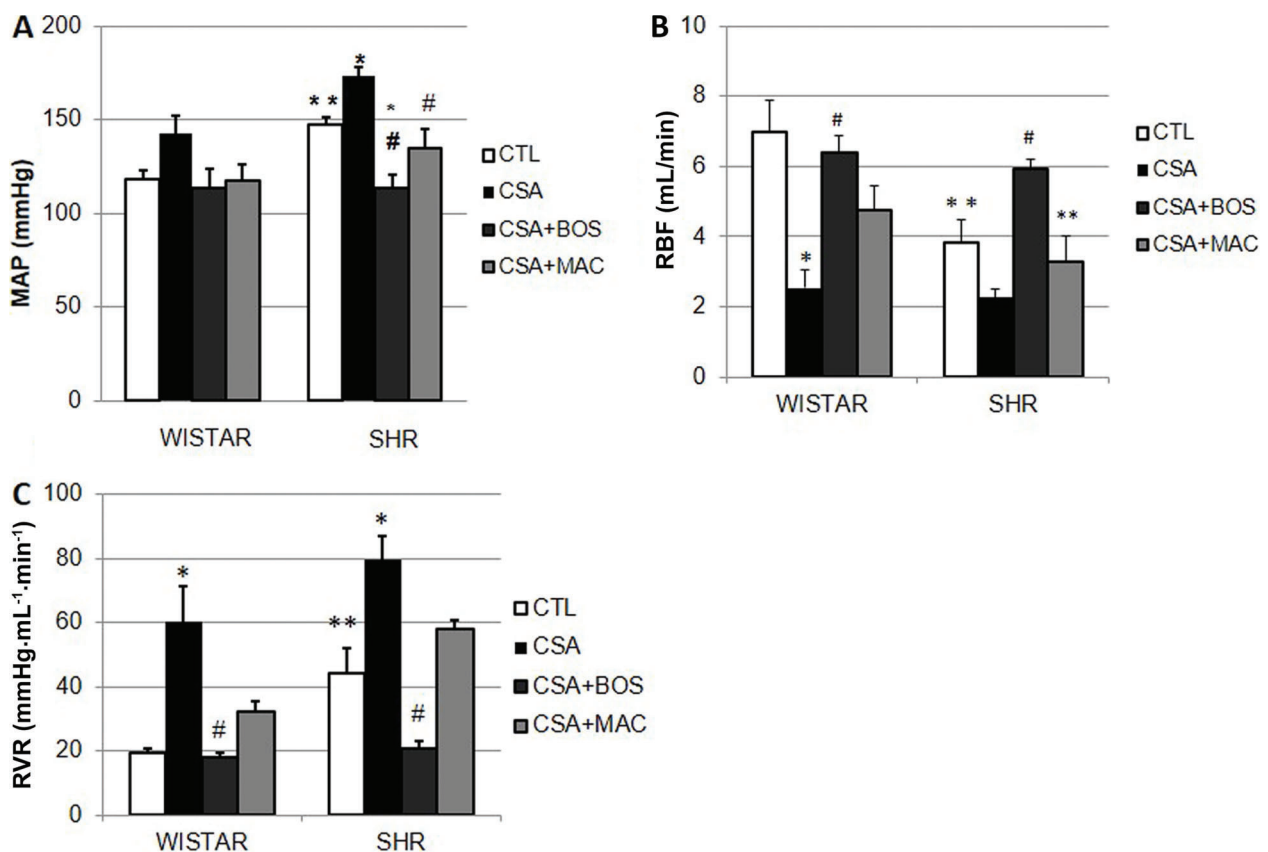 A
MAP (mmHg)
200
150
100
50
0
** * * # #
WISTAR SHR
CTL
CSA
CSA+BOS
CSA+MAC
B
RBF (mL/min)
10
8
6
4
2
0
* # ** # **
WISTAR SHR
CTL
CSA
CSA+BOS
CSA+MAC
C
RVR (mmHg.mL⁻¹.min⁻¹)
100
80
60
40
20
0
* # ** * #
WISTAR SHR
CTL
CSA
CSA+BOS
CSA+MAC